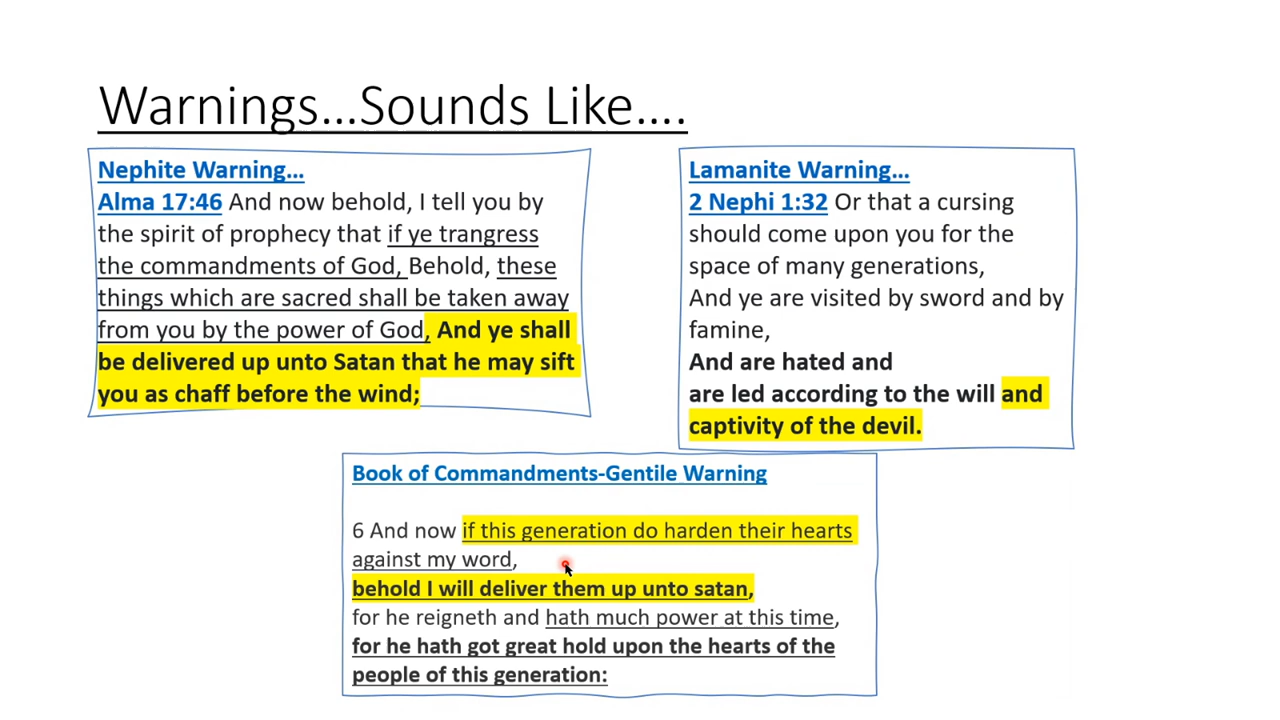 Warnings...Sounds Like....
Nephite Warning...
Alma 17:46 And now behold, I tell you by
the spirit of prophecy that if ye trangress
the commandments of God, Behold, these
things which are sacred shall be taken away
from you by the power of God, And ye shall
be delivered up unto Satan that he may sift
you as chaff before the wind;
Lamanite Warning...
2 Nephi 1:32 Or that a cursing
should come upon you for the
space of many generations,
And ye are visited by sword and by
famine,
And are hated and
are led according to the will and
captivity of the devil.
Book of Commandments-Gentile Warning
6 And now if this generation do harden their hearts
against my word,
behold I will deliver them up unto satan,
for he reigneth and hath much power at this time,
for he hath got great hold upon the hearts of the
people of this generation: